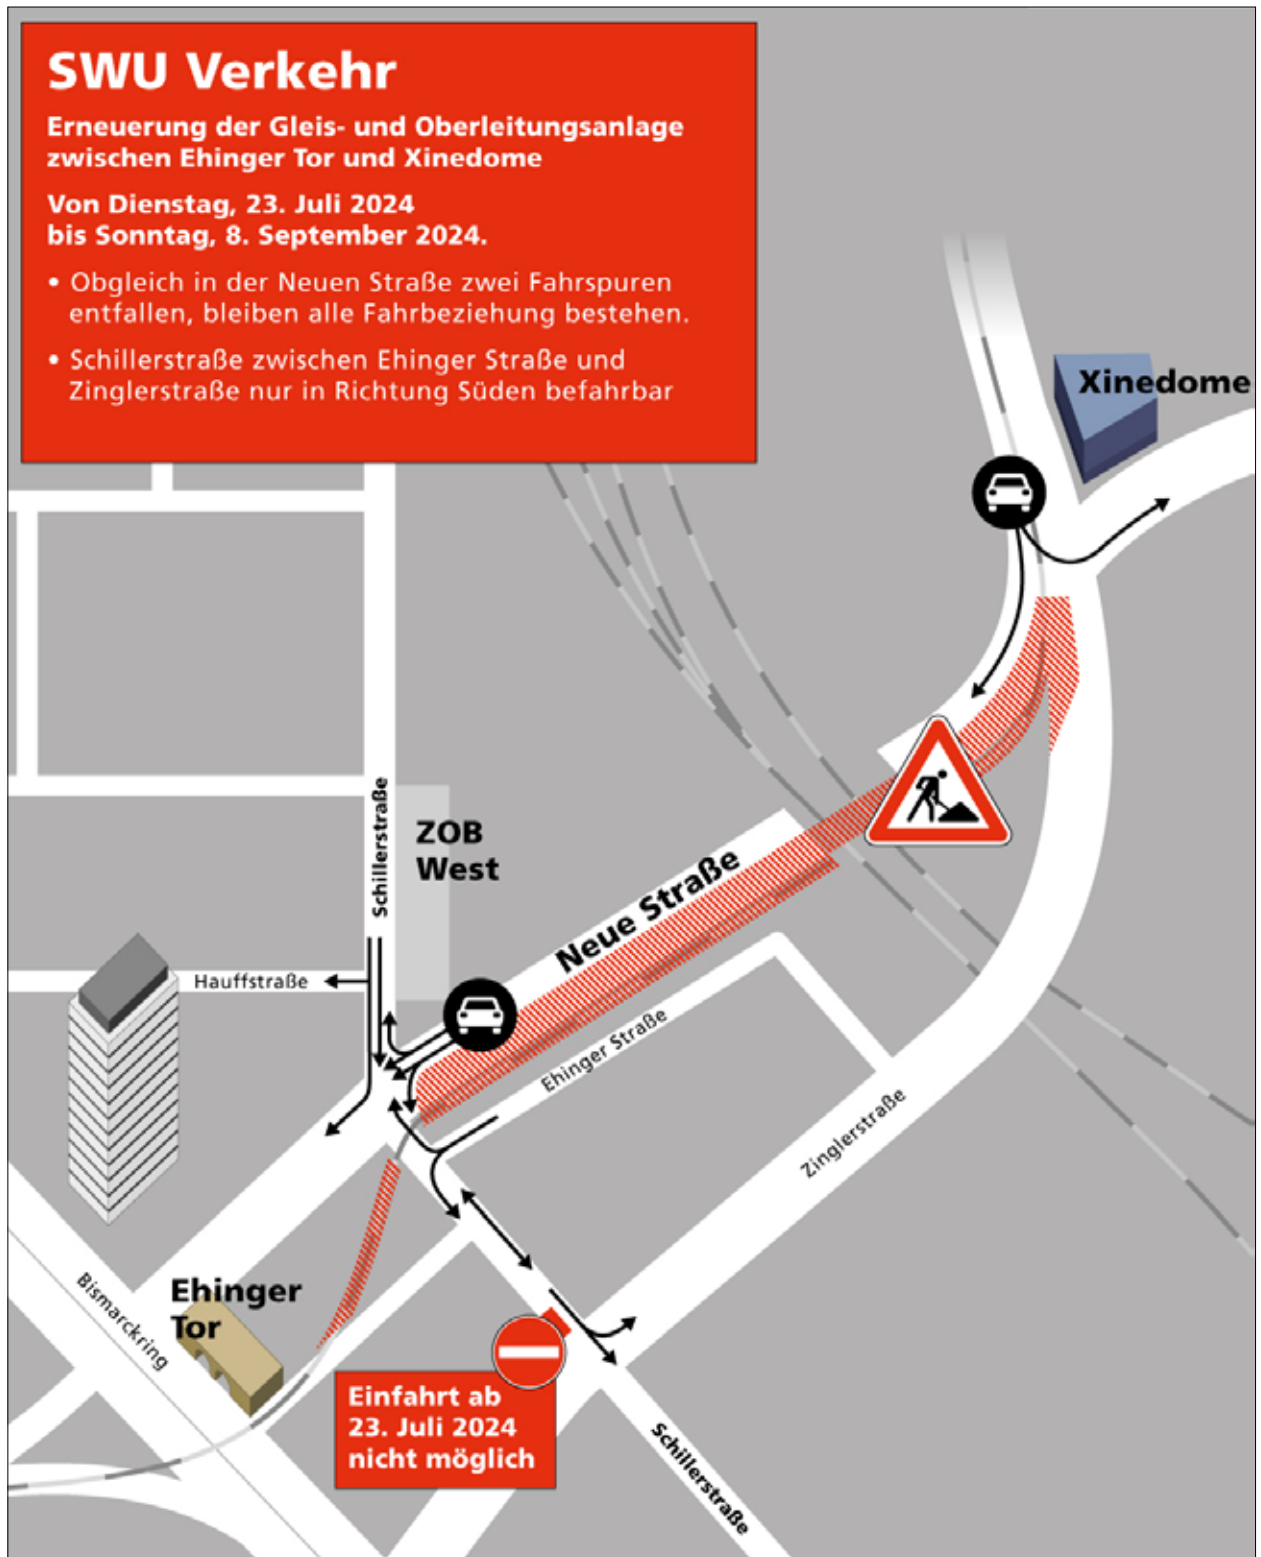 SWU Verkehr
Erneuerung der Gleis- und Oberleitungsanlage
zwischen Ehinger Tor und Xinedome
Von Dienstag, 23. Juli 2024
bis Sonntag, 8. September 2024.
• Obgleich in der Neuen Straße zwei Fahrspuren
entfallen, bleiben alle Fahrbeziehung bestehen.
• Schillerstraße zwischen Ehinger Straße und
Zinglerstraße nur in Richtung Süden befahrbar
Xinedome
Schillerstraße
ZOB
West
Neue Straße
Hauffstraße
Ehinger Straße
Zinglerstraße
Bismarckring
Ehinger
Tor
Einfahrt ab
23. Juli 2024
nicht möglich
Schillerstraße